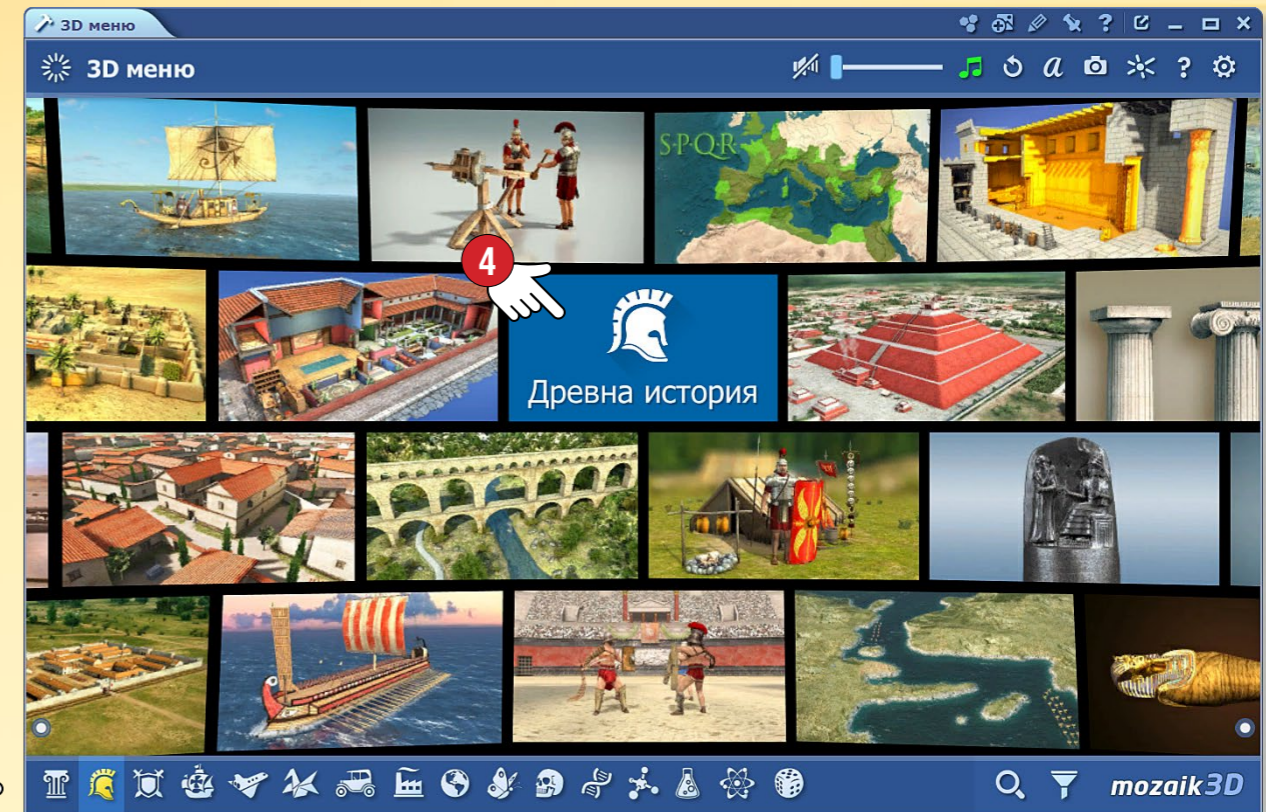 3D меню
?
3D меню
a
?
S·P·Q·R
4
Древна история
mozaik3D